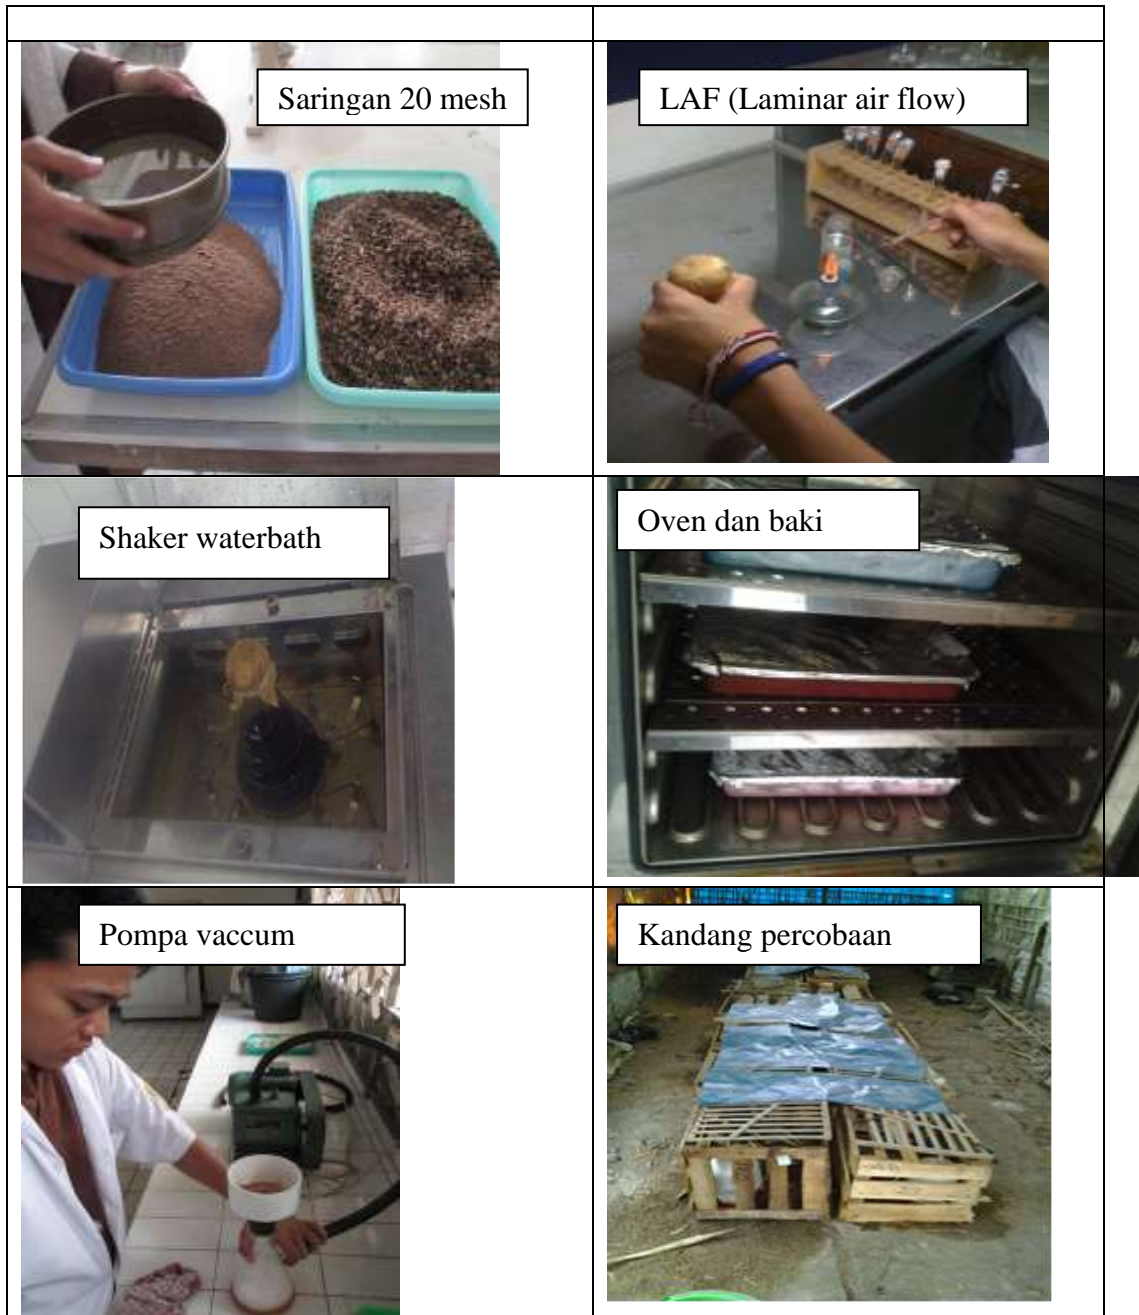 Saringan 20 mesh
LAF (Laminar air flow)
Shaker waterbath
Oven dan baki
Pompa vaccum
Kandang percobaan